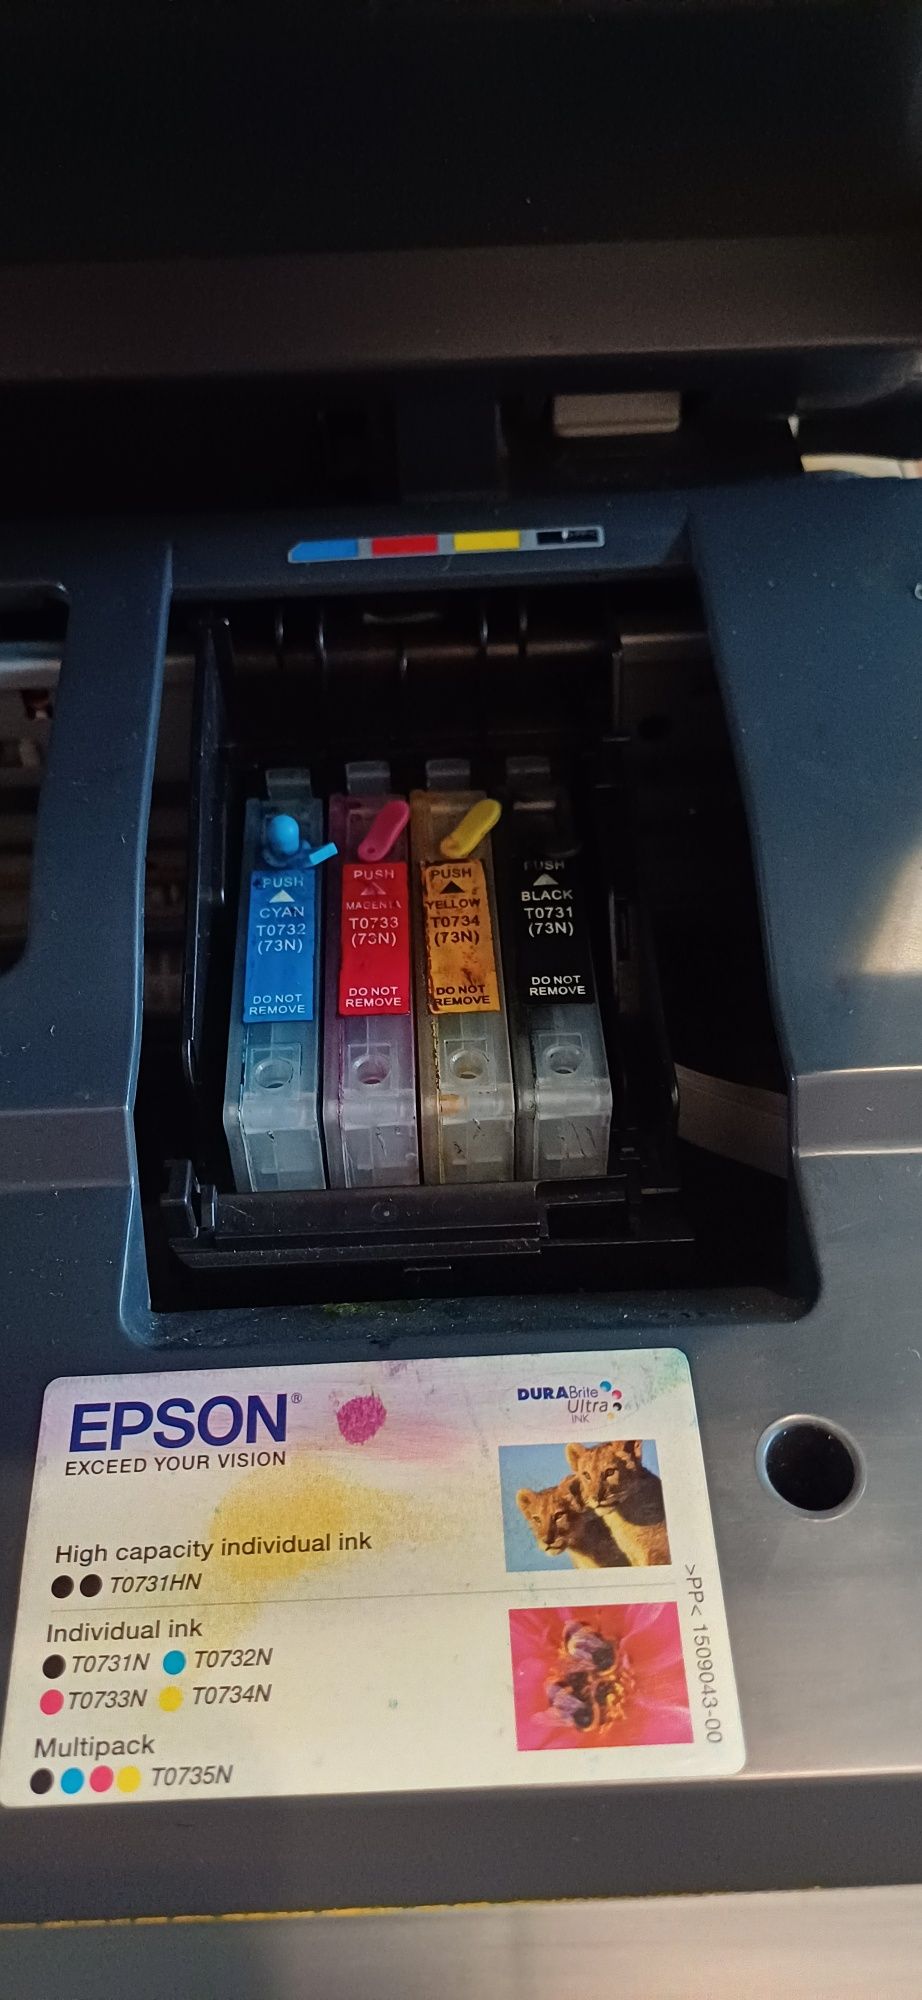 PUSH
CYAN
T0732
(73N)
DO NOT
REMOVE
PUSH
MAGENTA
T0733
(73N)
DO NOT
REMOVE
PUSH
YELLOW
T0734
(73N)
DO NOT
REMOVE
PUSH
BLACK
T0731
(73N)
DO NOT
REMOVE
EPSON®
EXCEED YOUR VISION
DURABrite
Ultra
INK
High capacity individual ink
T0731HN
Individual ink
T0731N T0732N
T0733N T0734N
Multipack
T0735N
>PP< 1509043-00